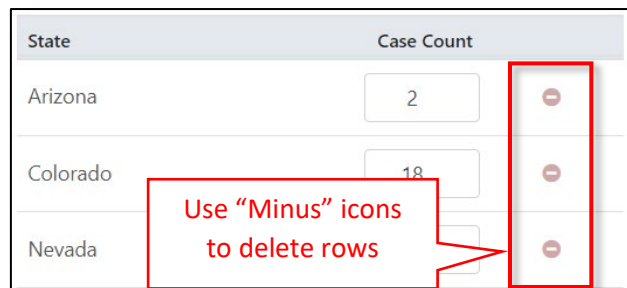 State Case Count
Arizona 2
Colorado 18
Use “Minus” icons
to delete rows
Nevada